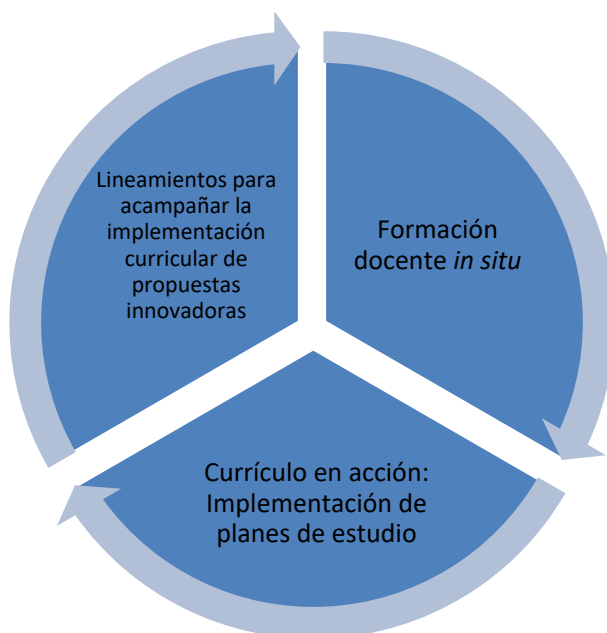 Lineamientos para
acampañar la
implementación
curricular de
propuestas
innovadoras
Formación
docente in situ
Currículo en acción:
Implementación de
planes de estudio